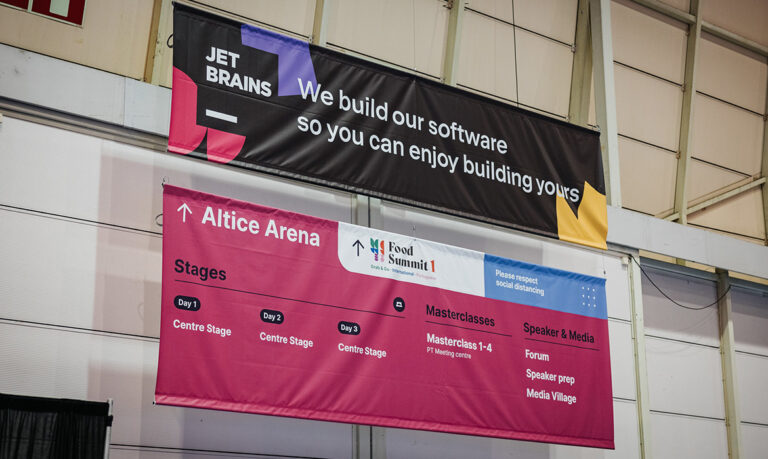 JET
BRAINS
We build our software
so you can enjoy building yours
Altice Arena
Food
Summit 1
Please respect
social distancing
Stages
Day 1
Centre Stage
Day 2
Centre Stage
Day 3
Centre Stage
Masterclasses
Masterclass 1-4
PT Meeting centre
Speaker & Media
Forum
Speaker prep
Media Village